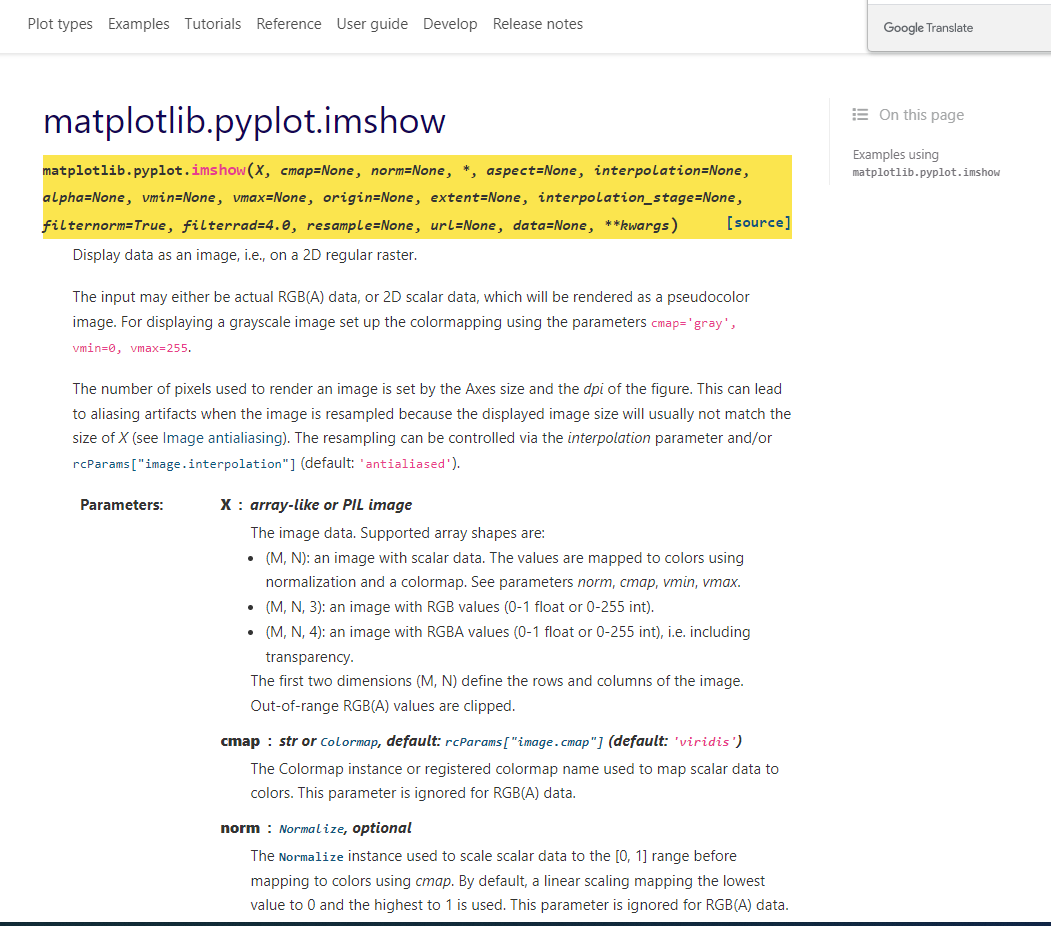 Plot types Examples Tutorials Reference User guide Develop Release notes
Google Translate
matplotlib.pyplot.imshow
On this page
Examples using
matplotlib.pyplot.imshow
matplotlib.pyplot.imshow(X, cmap=None, norm=None, *, aspect=None, interpolation=None,
alpha=None, vmin=None, vmax=None, origin=None, extent=None, interpolation_stage=None,
filternorm=True, filterrad=4.0, resample=None, url=None, data=None, **kwargs) [source]
Display data as an image, i.e., on a 2D regular raster.
The input may either be actual RGB(A) data, or 2D scalar data, which will be rendered as a pseudocolor
image. For displaying a grayscale image set up the colormapping using the parameters cmap='gray',
vmin=0, vmax=255.
The number of pixels used to render an image is set by the Axes size and the dpi of the figure. This can lead
to aliasing artifacts when the image is resampled because the displayed image size will usually not match the
size of X (see Image antialiasing). The resampling can be controlled via the interpolation parameter and/or
rcParams["image.interpolation"] (default: 'antialiased').
Parameters: X : array-like or PIL image
The image data. Supported array shapes are:
• (M, N): an image with scalar data. The values are mapped to colors using
normalization and a colormap. See parameters norm, cmap, vmin, vmax.
• (M, N, 3): an image with RGB values (0-1 float or 0-255 int).
• (M, N, 4): an image with RGBA values (0-1 float or 0-255 int), i.e. including
transparency.
The first two dimensions (M, N) define the rows and columns of the image.
Out-of-range RGB(A) values are clipped.
cmap : str or Colormap, default: rcParams["image.cmap"] (default: 'viridis')
The Colormap instance or registered colormap name used to map scalar data to
colors. This parameter is ignored for RGB(A) data.
norm : Normalize, optional
The Normalize instance used to scale scalar data to the [0, 1] range before
mapping to colors using cmap. By default, a linear scaling mapping the lowest
value to 0 and the highest to 1 is used. This parameter is ignored for RGB(A) data.